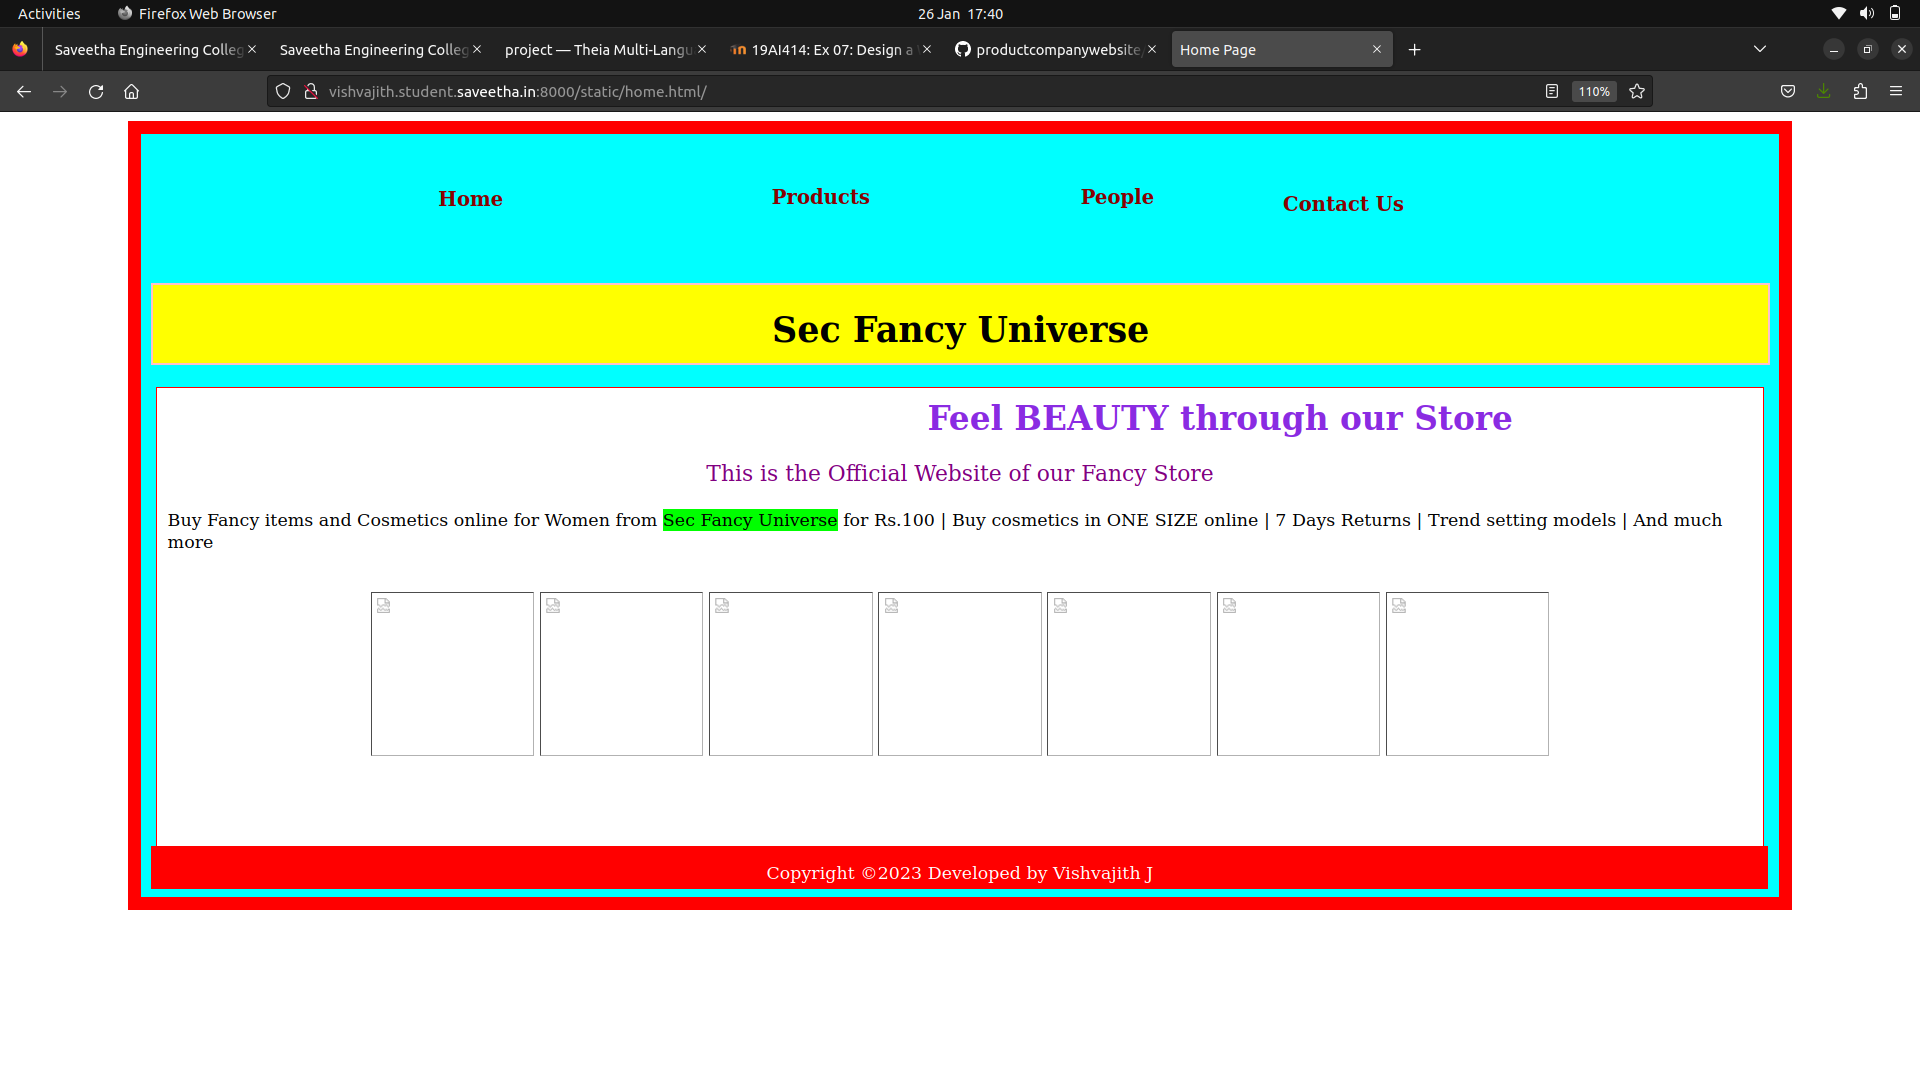 Activities
Firefox Web Browser
26 Jan 17:40
Saveetha Engineering Colleg
Saveetha Engineering Colleg
project — Theia Multi-Langu
19AI414: Ex 07: Design a
productcompanywebsite/
Home Page
vishvajith.student.saveetha.in:8000/static/home.html/
110%
Home
Products
People
Contact Us
Sec Fancy Universe
Feel BEAUTY through our Store
This is the Official Website of our Fancy Store
Buy Fancy items and Cosmetics online for Women from Sec Fancy Universe for Rs.100 | Buy cosmetics in ONE SIZE online | 7 Days Returns | Trend setting models | And much
more
Copyright ©2023 Developed by Vishvajith J